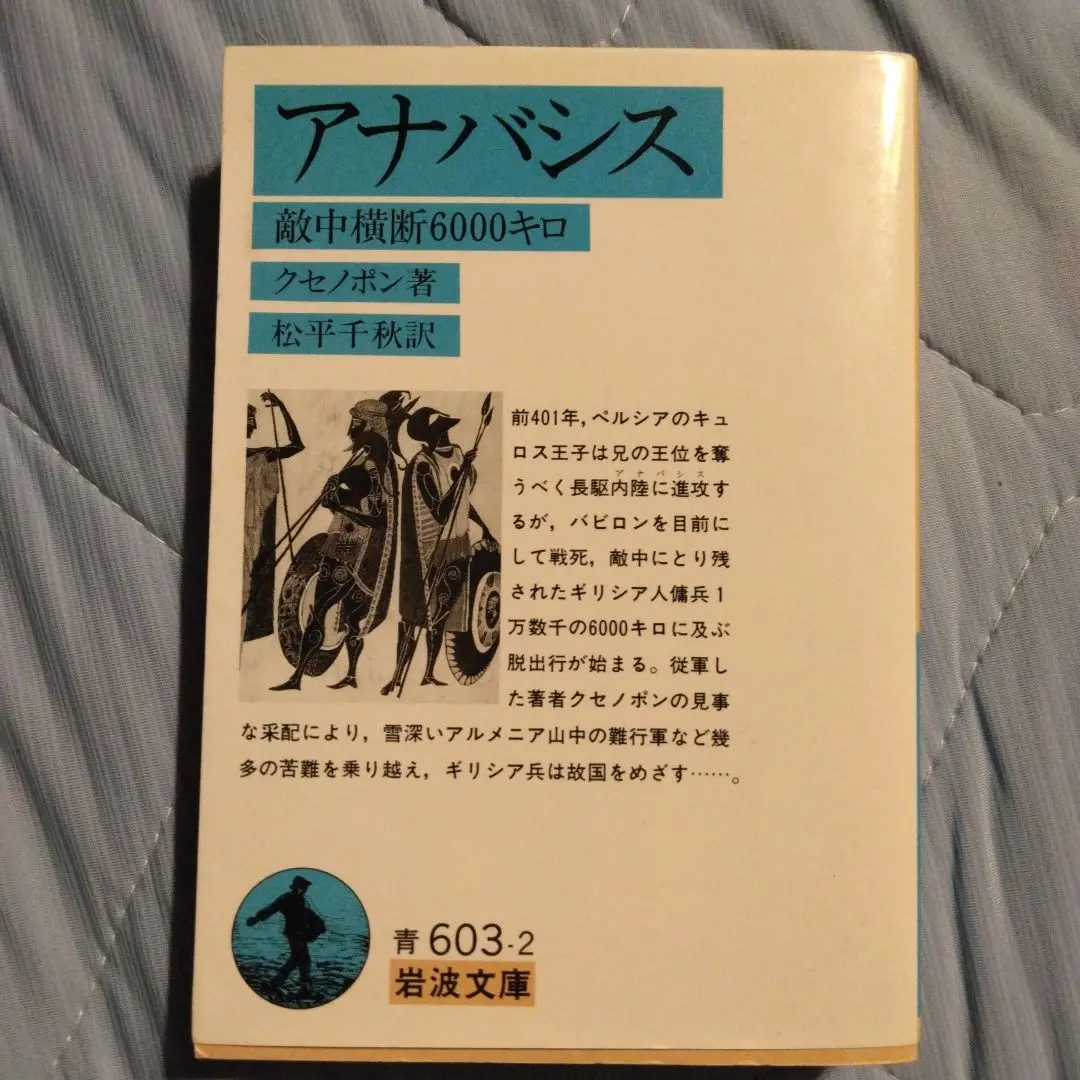 アナバシス
敵中横断6000キロ
クセノポン著
松平千秋訳
前401年，ペルシアのキュ
ロス王子は兄の王位を奪
アナバシス
うべく長駆内陸に進攻す
るが，バビロンを目前に
して戦死，敵中にとり残
されたギリシア人傭兵1
万数千の6000キロに及ぶ
脱出行が始まる。従軍し
た著者クセノポンの見事
な采配により，雪深いアルメニア山中の難行軍など幾
多の苦難を乗り越え，ギリシア兵は故国をめざす……。
青 603-2
岩波文庫